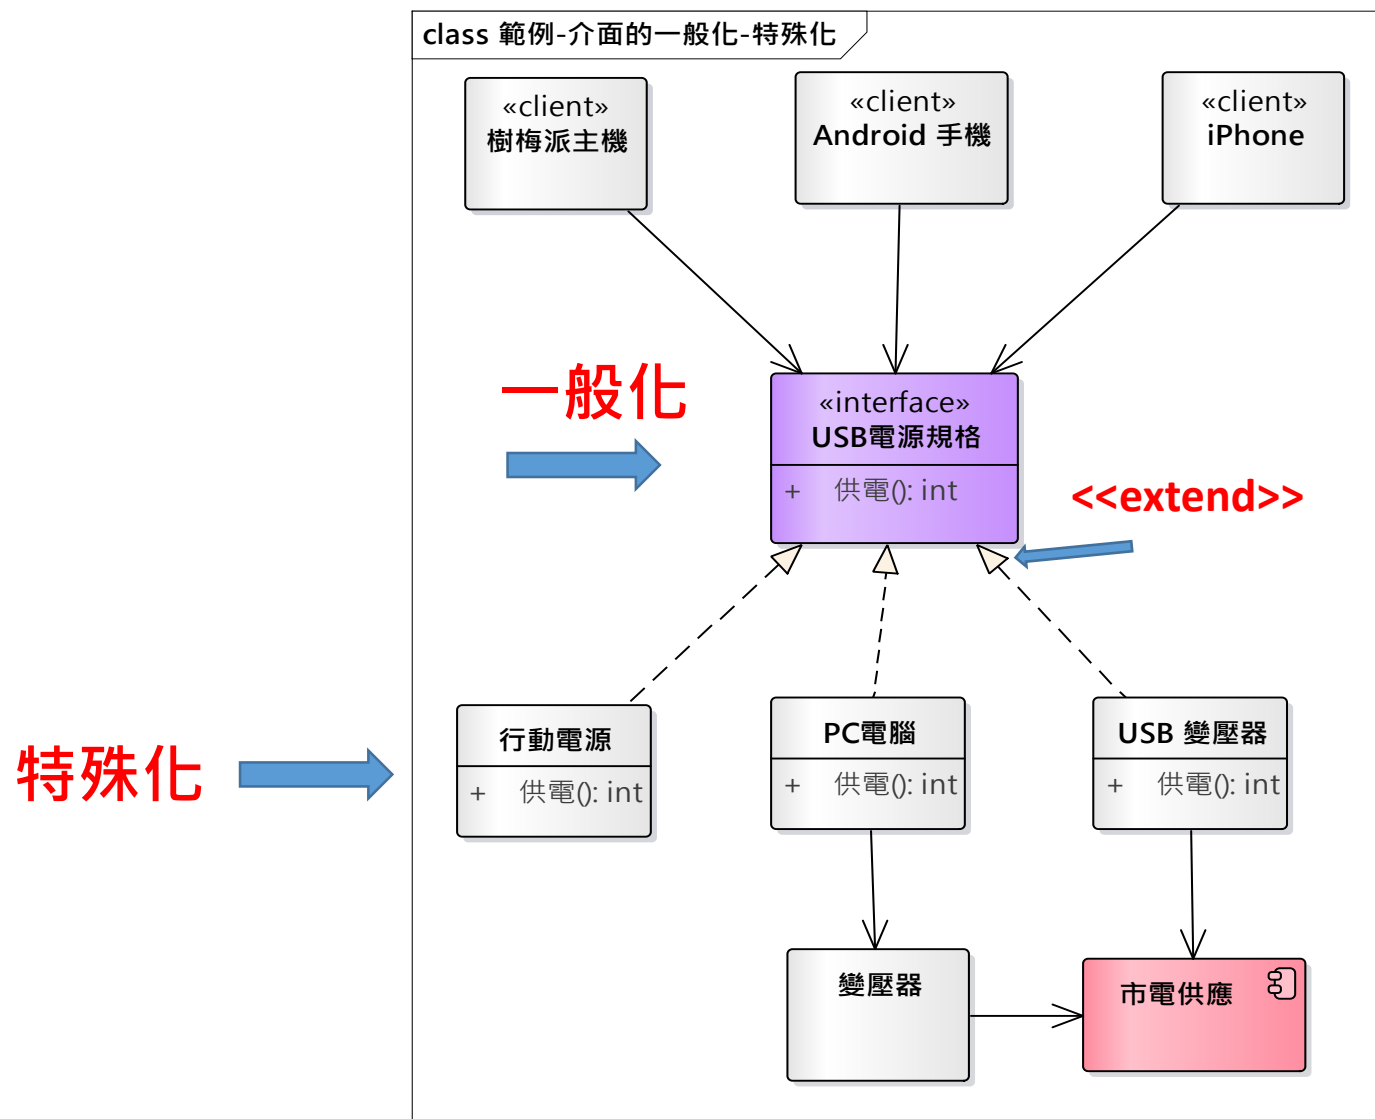 class 範例-介面的一般化-特殊化
«client»
樹梅派主機
«client»
Android 手機
«client»
iPhone
一般化
«interface»
USB電源規格
+ 供電(): int
<<extend>>
特殊化
行動電源
+ 供電(): int
PC電腦
+ 供電(): int
USB 變壓器
+ 供電(): int
變壓器
市電供應